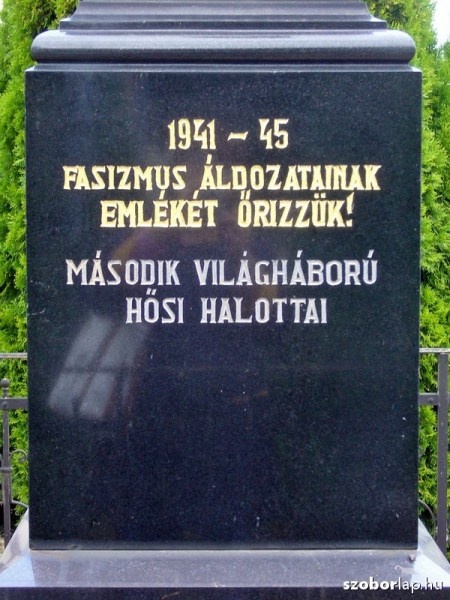 1941 – 45
FASIZMUS ÁLDOZATAINAK
EMLÉKÉT ŐRIZZÜK!
MÁSODIK VILÁGHÁBORÚ
HŐSI HALOTTAI
szoborlap.hu